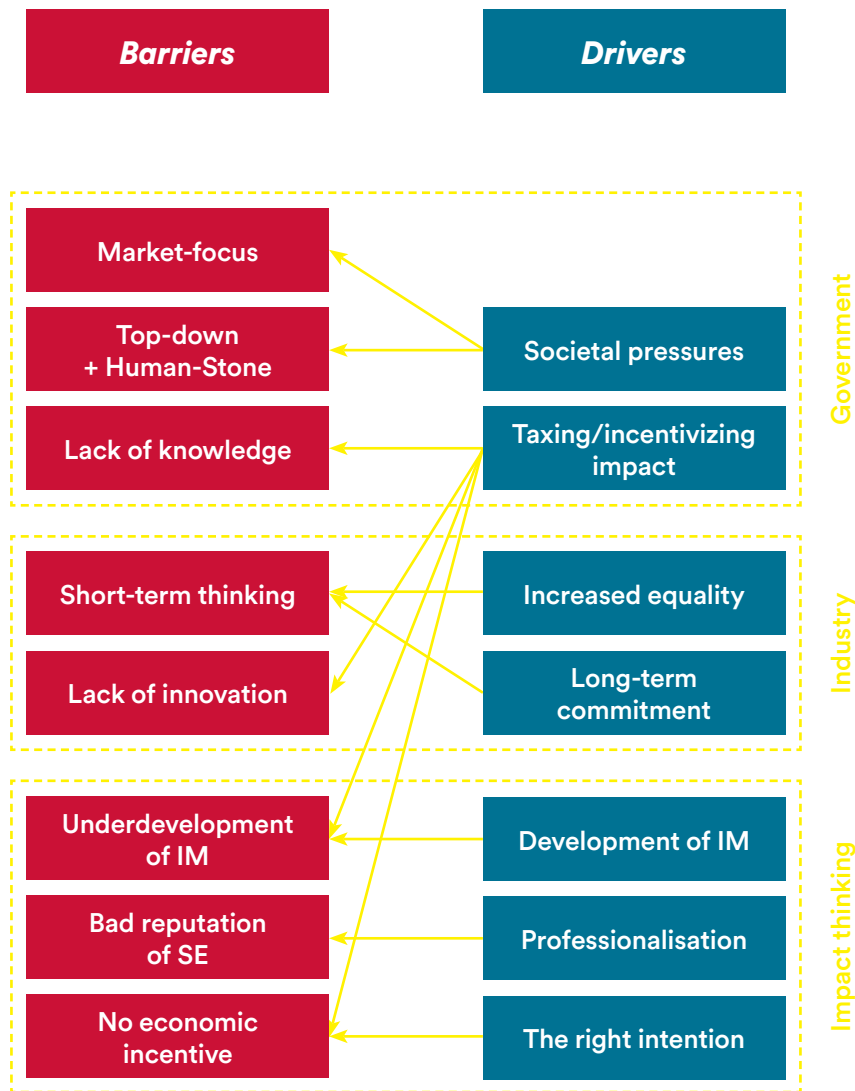 Barriers
Drivers
Government
Market-focus
Top-down
+ Human-Stone
Societal pressures
Lack of knowledge
Taxing/incentivizing
impact
Industry
Short-term thinking
Increased equality
Lack of innovation
Long-term
commitment
Impact thinking
Underdevelopment
of IM
Development of IM
Bad reputation
of SE
Professionalisation
No economic
incentive
The right intention